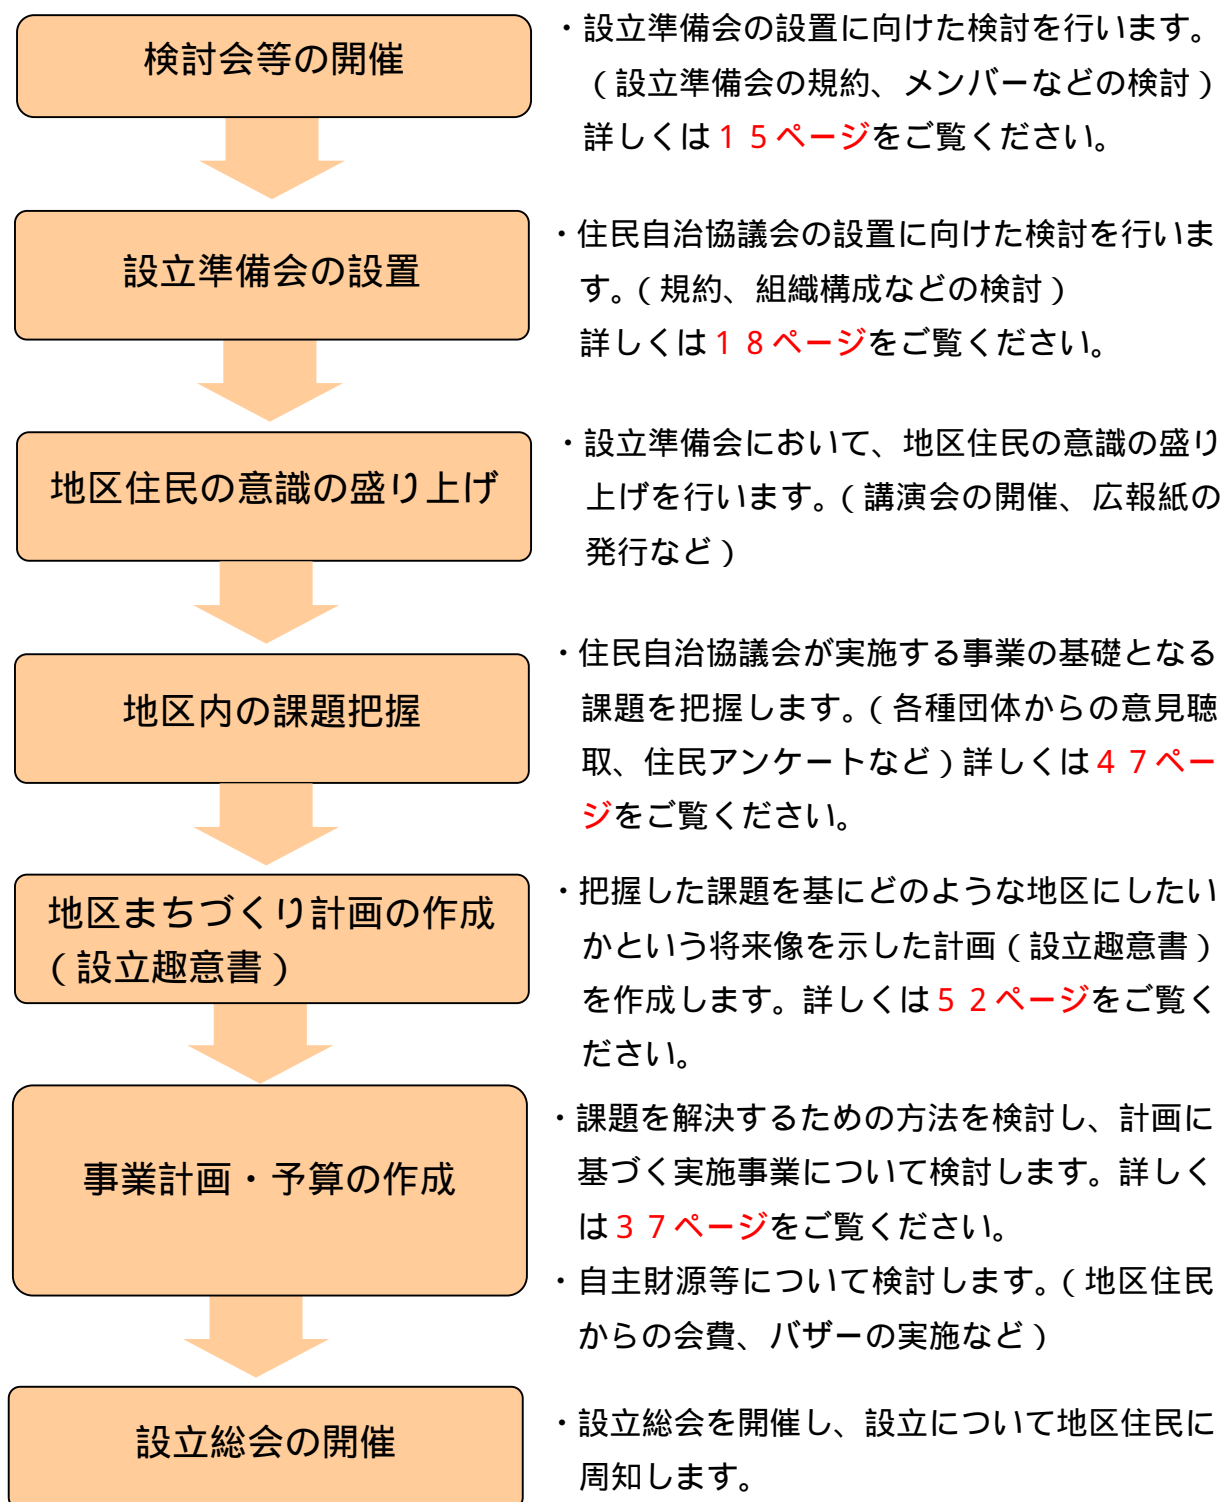 検討会等の開催
・設立準備会の設置に向けた検討を行います。
（設立準備会の規約、メンバーなどの検討）
詳しくは１５ページをご覧ください。
設立準備会の設置
・住民自治協議会の設置に向けた検討を行いま
す。（規約、組織構成などの検討）
詳しくは１８ページをご覧ください。
地区住民の意識の盛り上げ
・設立準備会において、地区住民の意識の盛り
上げを行います。（講演会の開催、広報紙の
発行など）
地区内の課題把握
・住民自治協議会が実施する事業の基礎となる
課題を把握します。（各種団体からの意見聴
取、住民アンケートなど）詳しくは４７ペー
ジをご覧ください。
地区まちづくり計画の作成
（設立趣意書）
・把握した課題を基にどのような地区にしたい
かという将来像を示した計画（設立趣意書）
を作成します。詳しくは５２ページをご覧く
ださい。
事業計画・予算の作成
・課題を解決するための方法を検討し、計画に
基づく実施事業について検討します。詳しく
は３７ページをご覧ください。
・自主財源等について検討します。（地区住民
からの会費、バザーの実施など）
設立総会の開催
・設立総会を開催し、設立について地区住民に
周知します。